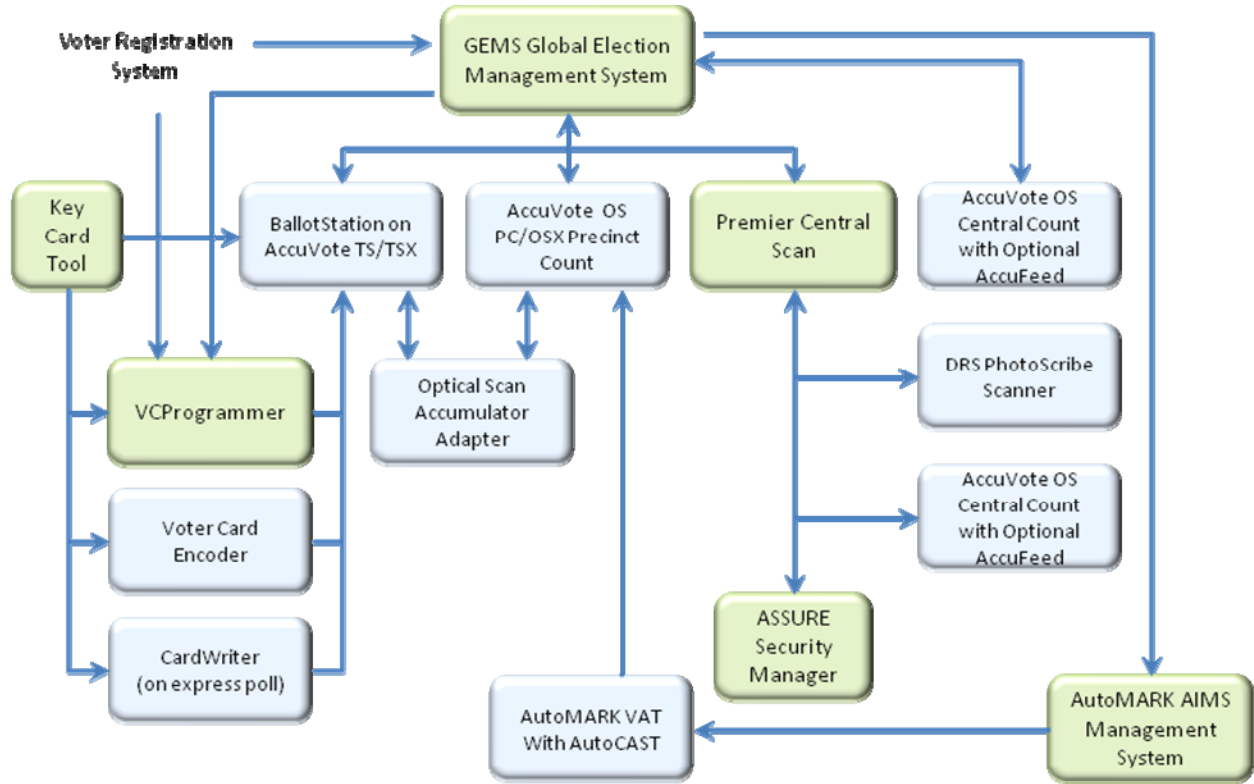 Voter Registration
System
GEMS Global Election
Management System
Key
Card
Tool
BallotStation on
AccuVote TS/TSX
AccuVote OS
PC/OSX Precinct
Count
Premier Central
Scan
AccuVote OS
Central Count
with Optional
AccuFeed
VCProgrammer
Optical Scan
Accumulator
Adapter
DRS PhotoScribe
Scanner
Voter Card
Encoder
AccuVote OS
Central Count
with Optional
AccuFeed
CardWriter
(on express poll)
ASSURE
Security
Manager
AutoMARK VAT
With AutoCAST
AutoMARK AIMS
Management
System